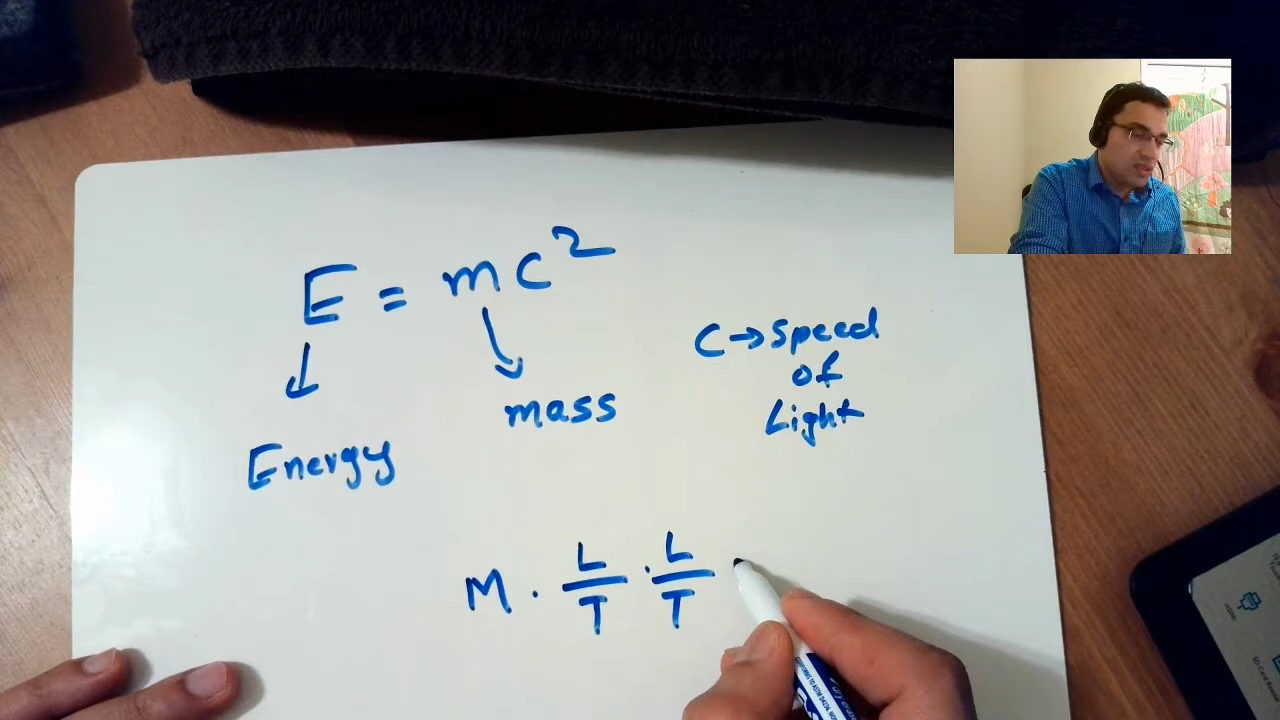 E = mc²
C → Speed
of
Light
mass
Energy
M · L/T · L/T